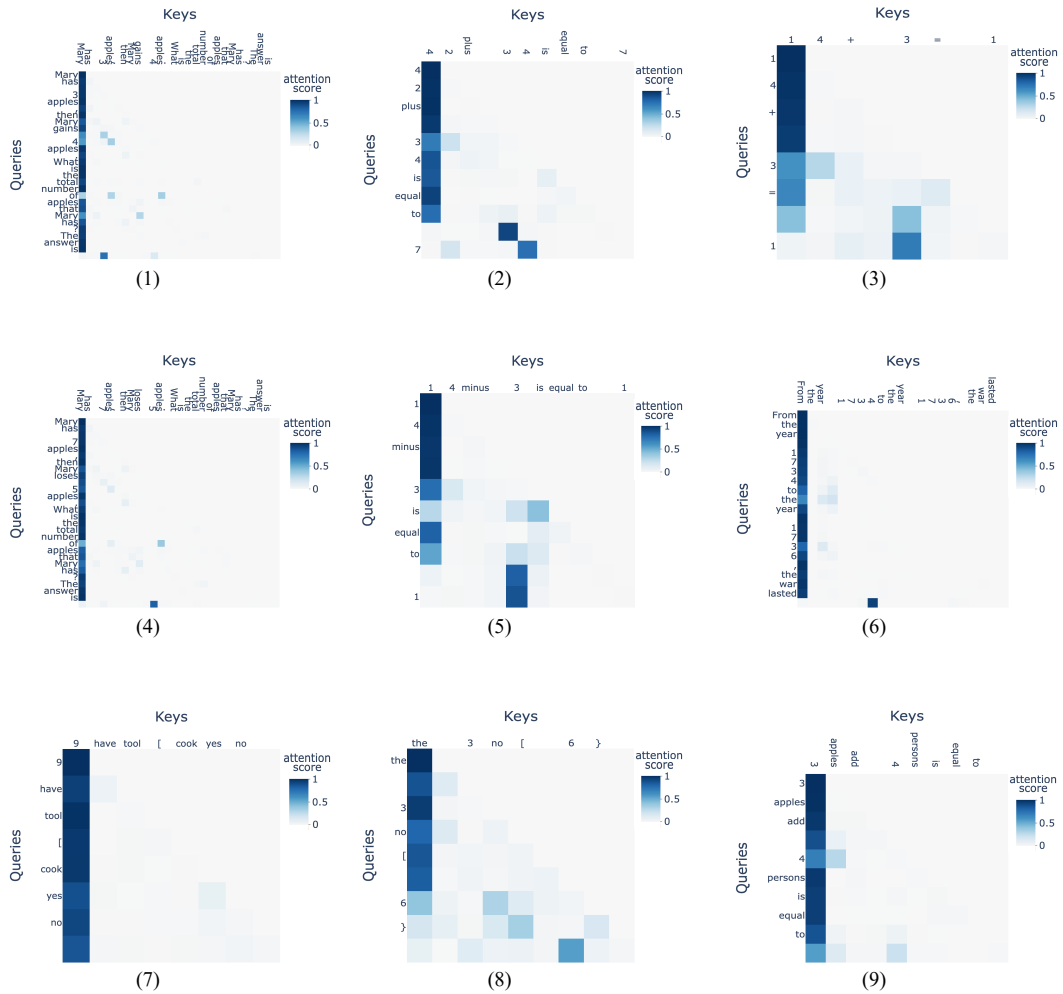 Keys
Mary has 3 apples , then Mary gains 4 apples . What is the total number of apples that Mary has ? The answer is
Queries
Mary
has
3
apples
,
then
Mary
gains
4
apples
.
What
is
the
total
number
of
apples
that
Mary
has
?
The
answer
is
attention
score
1
0.5
0
(1)
Keys
4 2 plus 3 4 is equal to 7
Queries
4
2
plus
3
4
is
equal
to
7
attention
score
1
0.5
0
(2)
Keys
1 4 + 3 = 1
Queries
1
4
+
3
=
1
attention
score
1
0.5
0
(3)
Keys
Mary has 7 apples , then Mary loses 5 apples . What is the total number of apples that Mary has ? The answer is
Queries
Mary
has
7
apples
,
then
Mary
loses
5
apples
.
What
is
the
total
number
of
apples
that
Mary
has
?
The
answer
is
attention
score
1
0.5
0
(4)
Keys
1 4 minus 3 is equal to 1
Queries
1
4
minus
3
is
equal
to
1
attention
score
1
0.5
0
(5)
Keys
From the year 1 7 3 4 to the year 1 7 3 6 , the war lasted
Queries
From
the
year
1
7
3
4
to
the
year
1
7
3
6
,
the
war
lasted
attention
score
1
0.5
0
(6)
Keys
9 have tool [ cook yes no
Queries
9
have
tool
[
cook
yes
no
attention
score
1
0.5
0
(7)
Keys
the 3 no [ 6 }
Queries
the
3
no
[
6
}
attention
score
1
0.5
0
(8)
Keys
3 apples add 4 persons is equal to
Queries
3
apples
add
4
persons
is
equal
to
attention
score
1
0.5
0
(9)